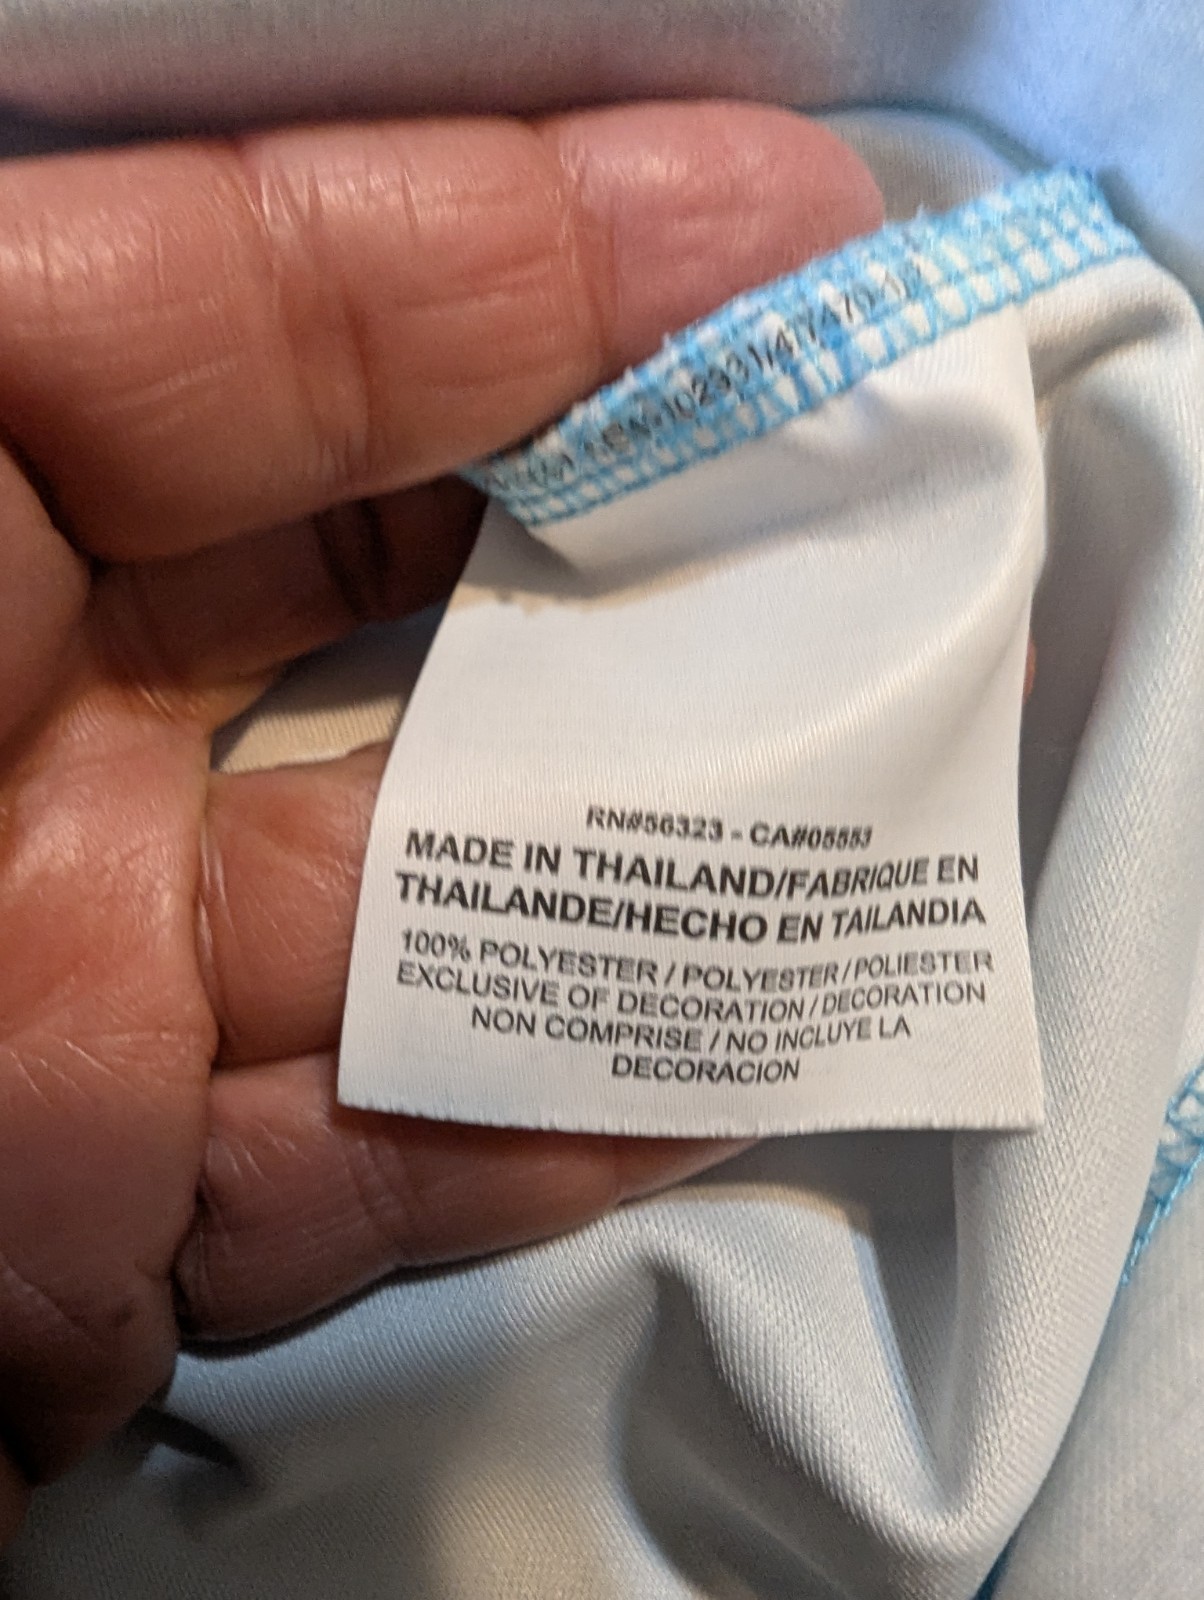 RN#56323 - CA#05553
MADE IN THAILAND/FABRIQUE EN
THAILANDE/HECHO EN TAILANDIA
100% POLYESTER / POLYESTER / POLIESTER
EXCLUSIVE OF DECORATION / DECORATION
NON COMPRISE / NO INCLUYE LA
DECORACION